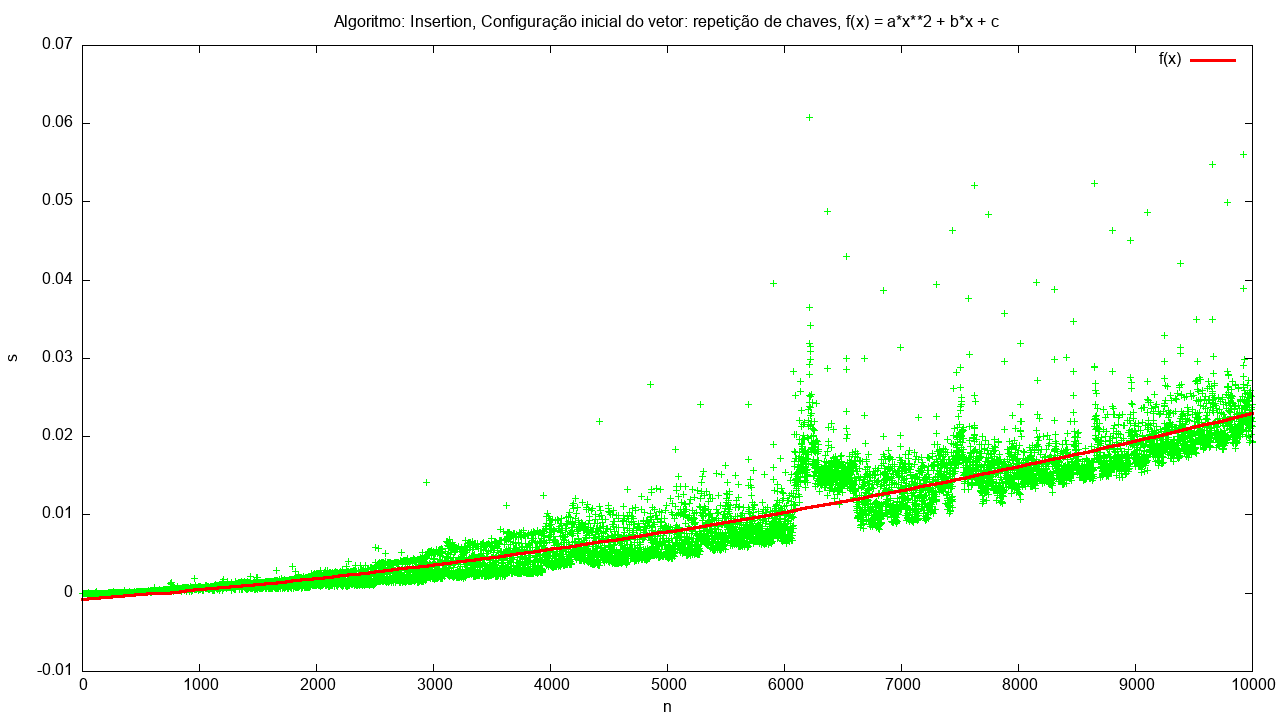 Algoritmo: Insertion, Configuração inicial do vetor: repetição de chaves, f(x) = a*x**2 + b*x + c
f(x)
0.07
0.06
0.05
0.04
0.03
0.02
0.01
0
-0.01
s
0 1000 2000 3000 4000 5000 6000 7000 8000 9000 10000
n